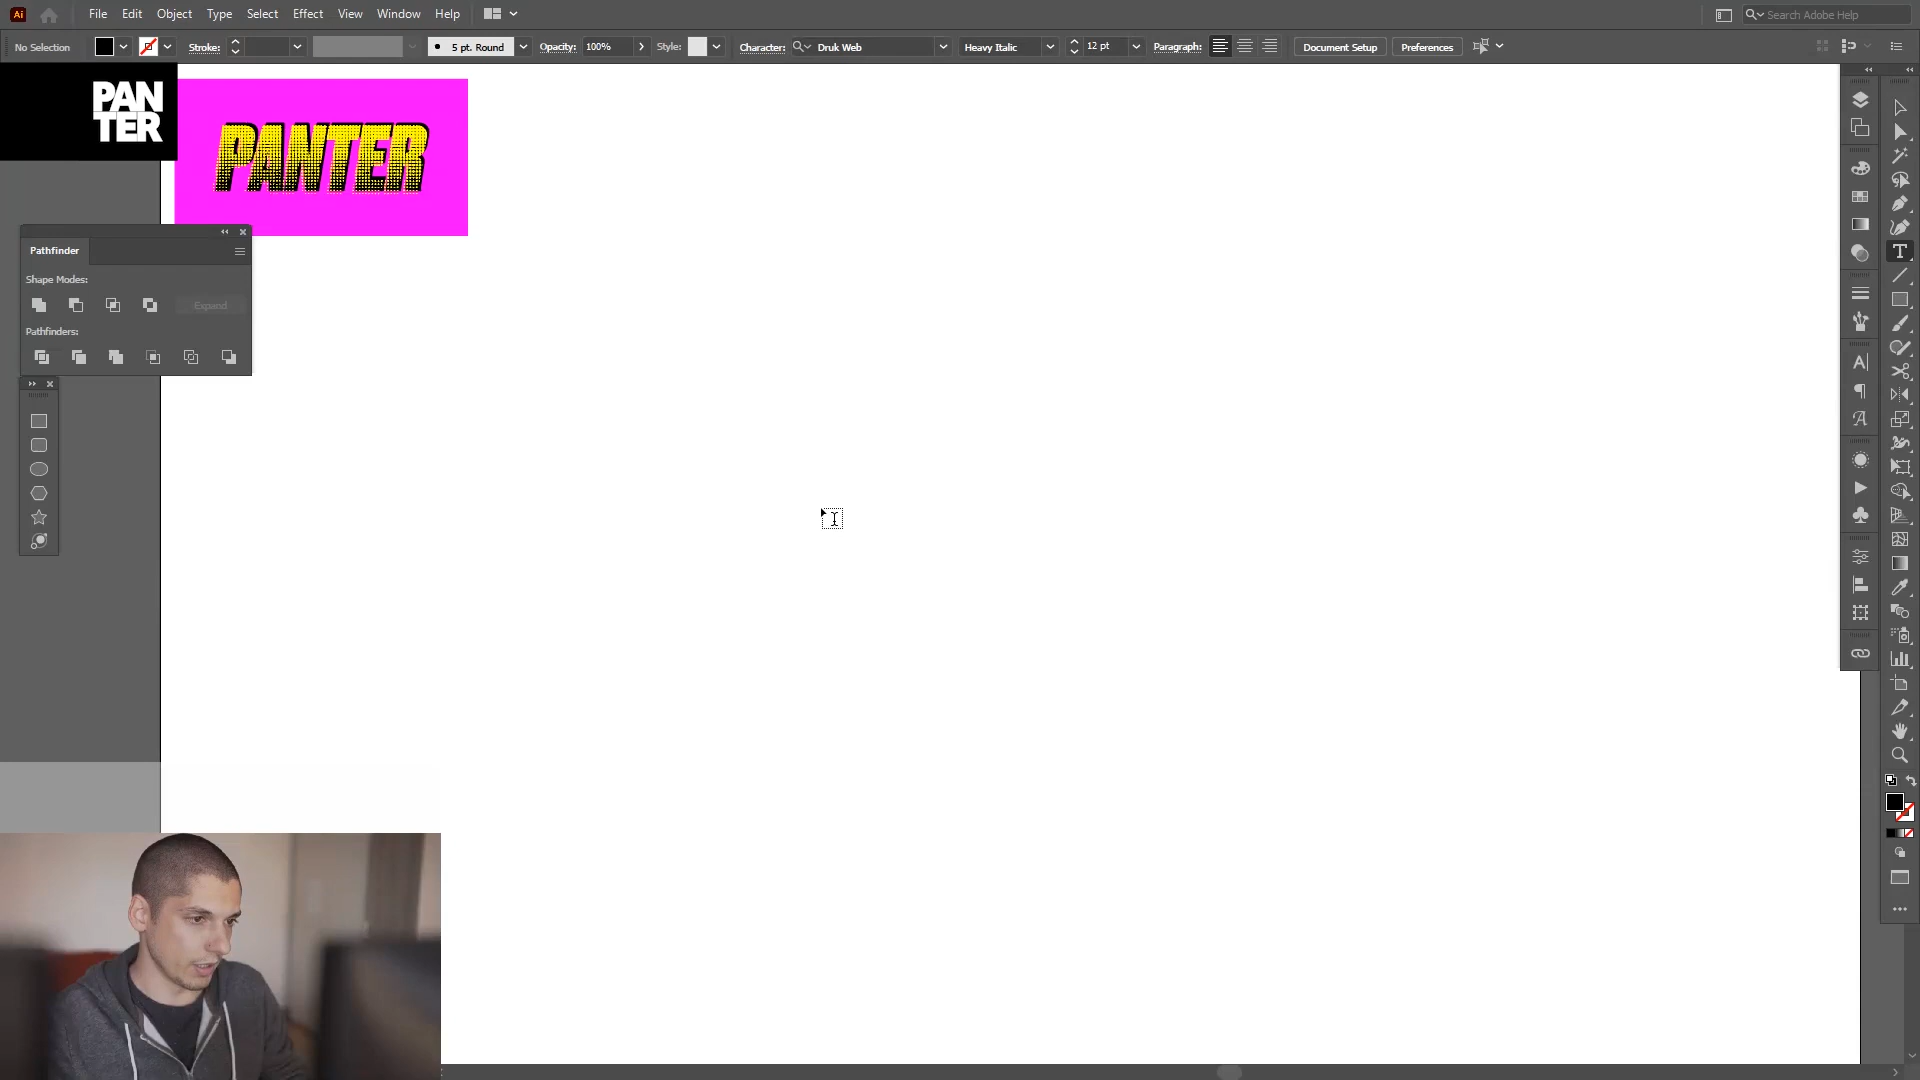 Ai File Edit Object Type Select Effect View Window Help Search Adobe Help
No Selection Stroke: 5 pt. Round Opacity: 100% Style: Character: Druk Web Heavy Italic 12 pt Paragraph: Document Setup Preferences
PAN
TER
PANTER
Pathfinder
Shape Modes:
Expand
Pathfinders: